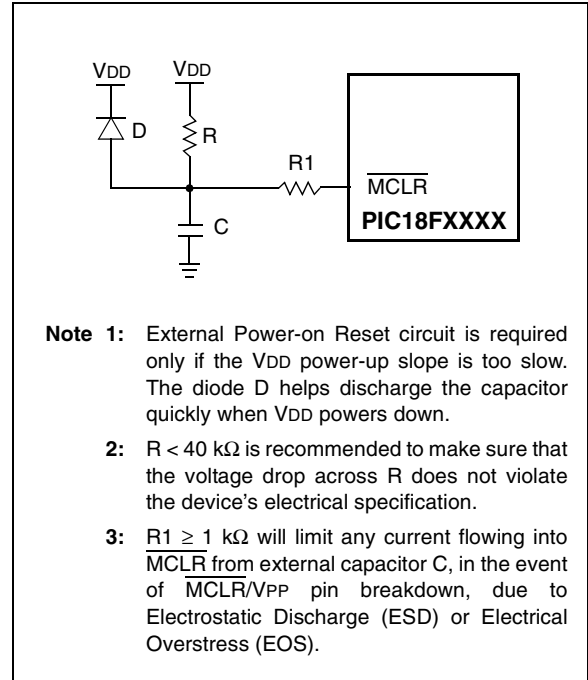 VDD VDD
D
R
R1
C
MCLR
PIC18FXXXX
Note 1: External Power-on Reset circuit is required
only if the VDD power-up slope is too slow.
The diode D helps discharge the capacitor
quickly when VDD powers down.
2: R < 40 kΩ is recommended to make sure that
the voltage drop across R does not violate
the device's electrical specification.
3: R1 ≥ 1 kΩ will limit any current flowing into
MCLR from external capacitor C, in the event
of MCLR/VPP pin breakdown, due to
Electrostatic Discharge (ESD) or Electrical
Overstress (EOS).